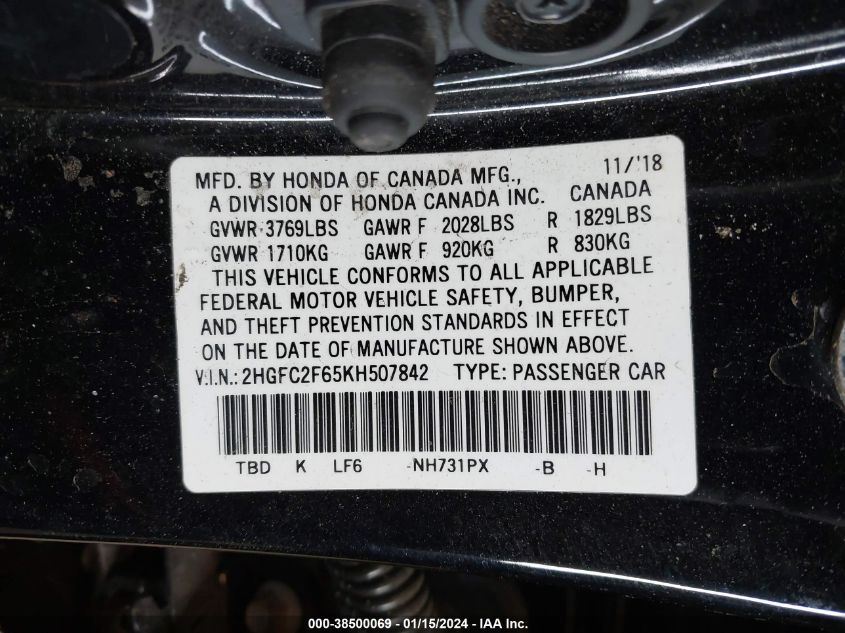 11/'18
MFD. BY HONDA OF CANADA MFG.,
A DIVISION OF HONDA CANADA INC. CANADA
GVWR 3769LBS GAWR F 2028LBS R 1829LBS
GVWR 1710KG GAWR F 920KG R 830KG
THIS VEHICLE CONFORMS TO ALL APPLICABLE
FEDERAL MOTOR VEHICLE SAFETY, BUMPER,
AND THEFT PREVENTION STANDARDS IN EFFECT
ON THE DATE OF MANUFACTURE SHOWN ABOVE.
V.I.N.: 2HGFC2F65KH507842 TYPE: PASSENGER CAR
TBD K LF6 -NH731PX -B -H
000-38500069 - 01/15/2024 - IAA Inc.